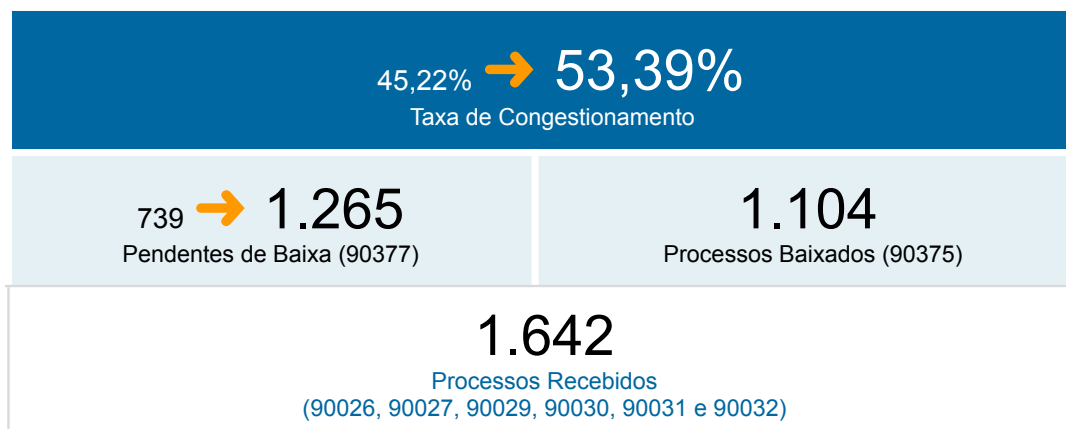 45,22% ➜ 53,39%
Taxa de Congestionamento
739 ➜ 1.265
Pendentes de Baixa (90377)
1.104
Processos Baixados (90375)
1.642
Processos Recebidos
(90026, 90027, 90029, 90030, 90031 e 90032)